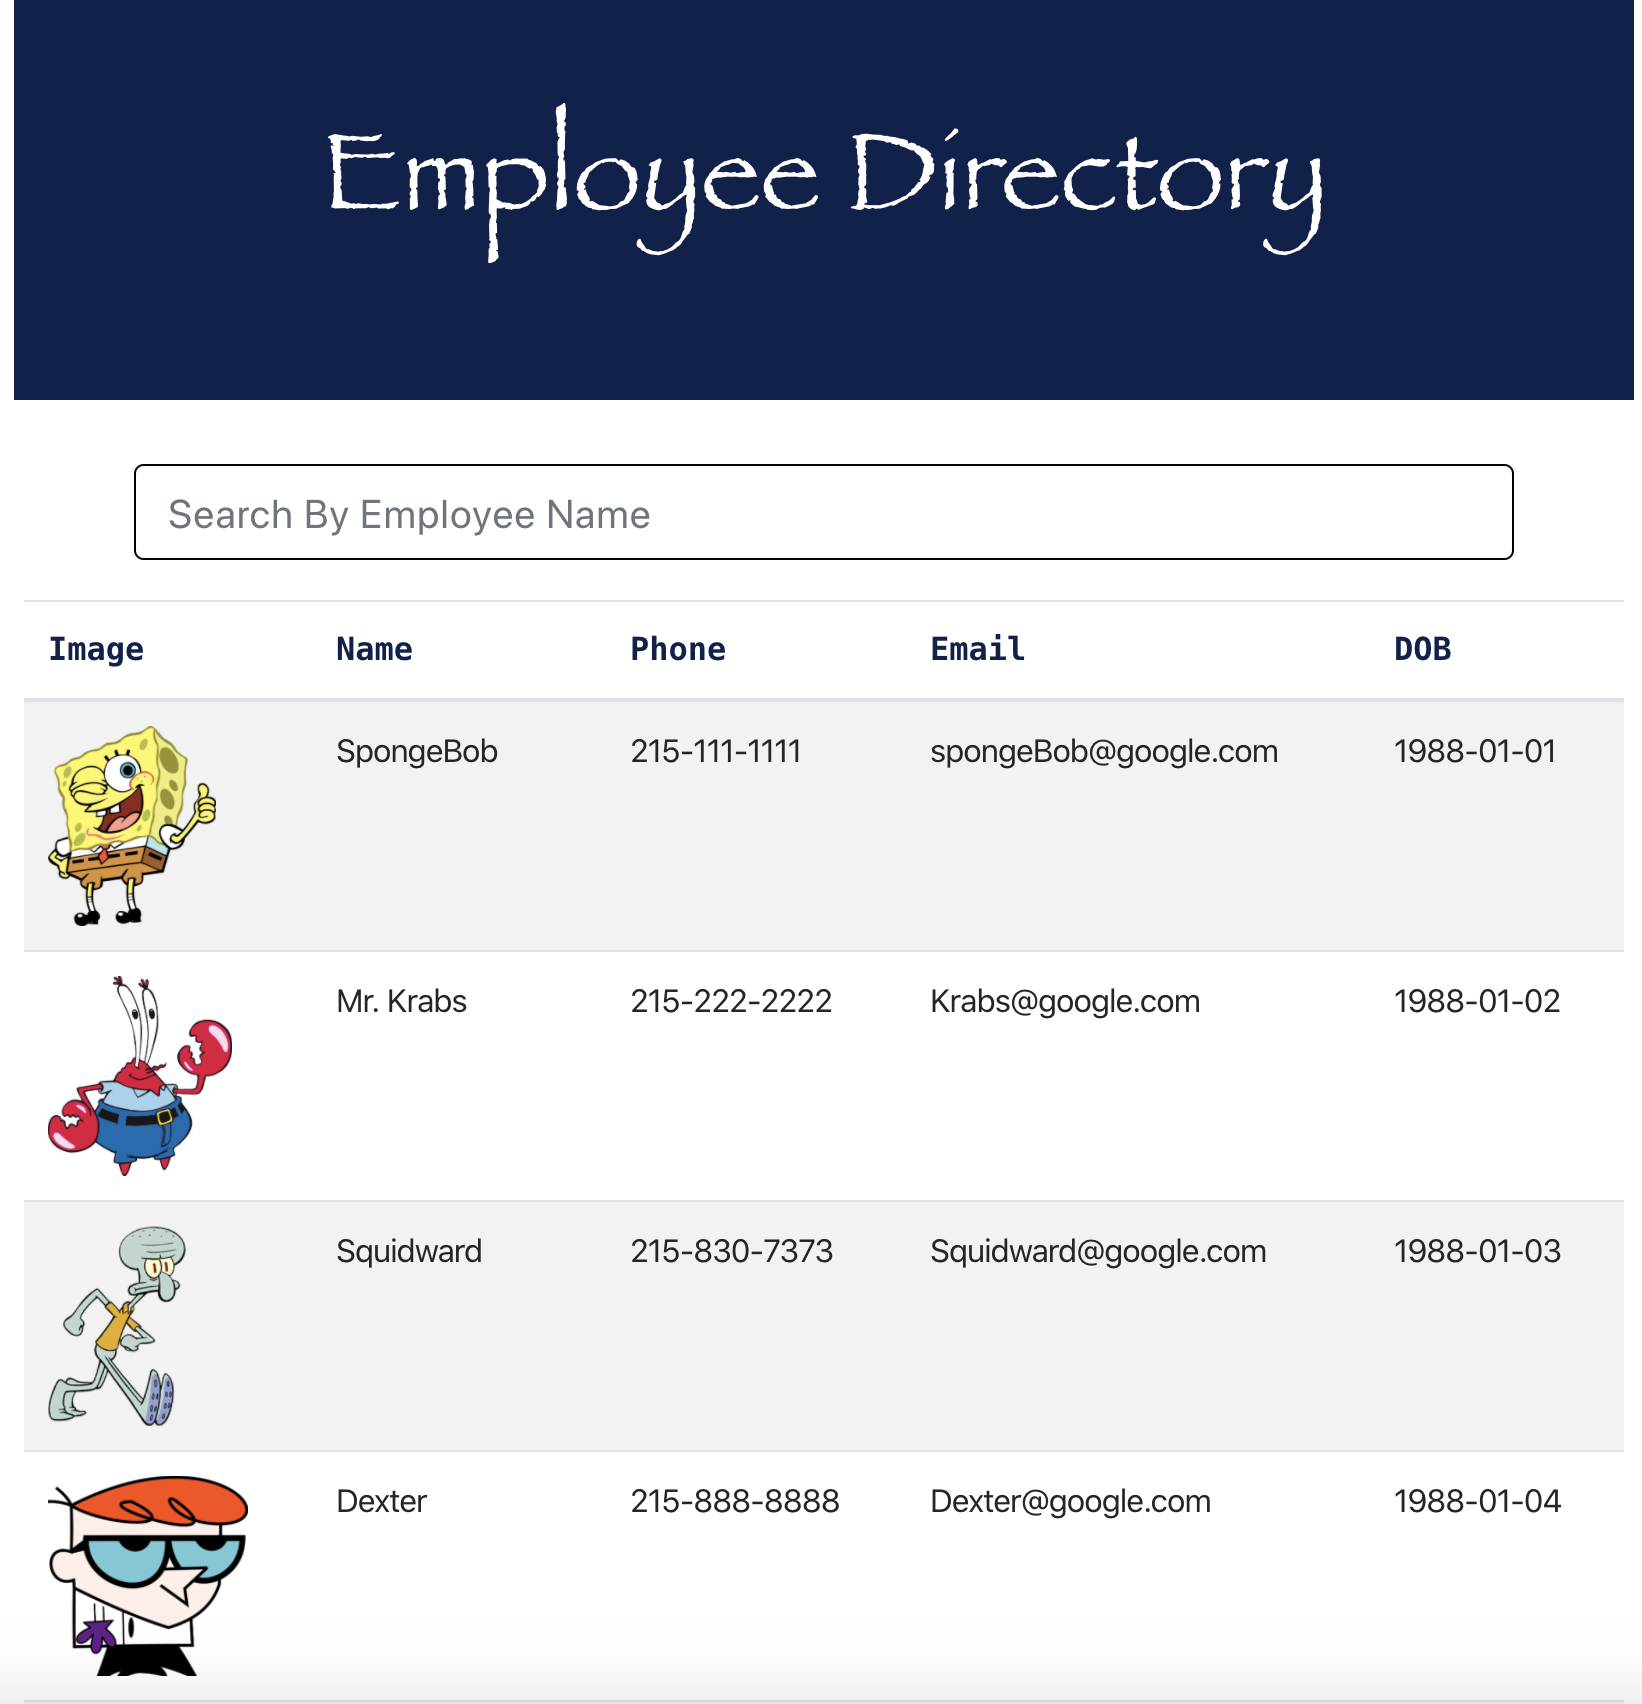 Employee Directory
Search By Employee Name
Image Name Phone Email DOB
SpongeBob 215-111-1111 spongeBob@google.com 1988-01-01
Mr. Krabs 215-222-2222 Krabs@google.com 1988-01-02
Squidward 215-830-7373 Squidward@google.com 1988-01-03
Dexter 215-888-8888 Dexter@google.com 1988-01-04